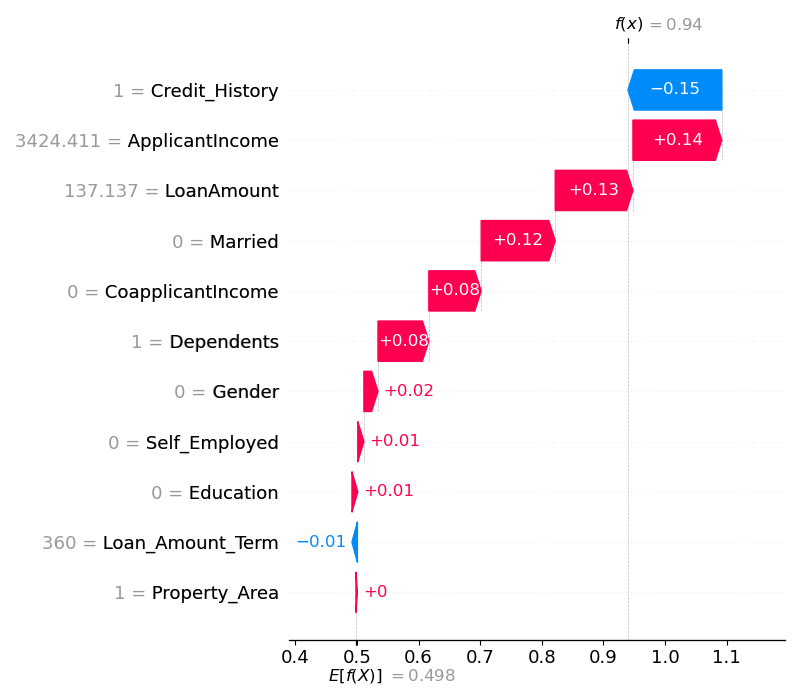 f(x) = 0.94
1 = Credit_History −0.15
3424.411 = ApplicantIncome +0.14
137.137 = LoanAmount +0.13
0 = Married +0.12
0 = CoapplicantIncome +0.08
1 = Dependents +0.08
0 = Gender +0.02
0 = Self_Employed +0.01
0 = Education +0.01
360 = Loan_Amount_Term −0.01
1 = Property_Area +0
0.4 0.5 0.6 0.7 0.8 0.9 1.0 1.1
E[f(X)] = 0.498